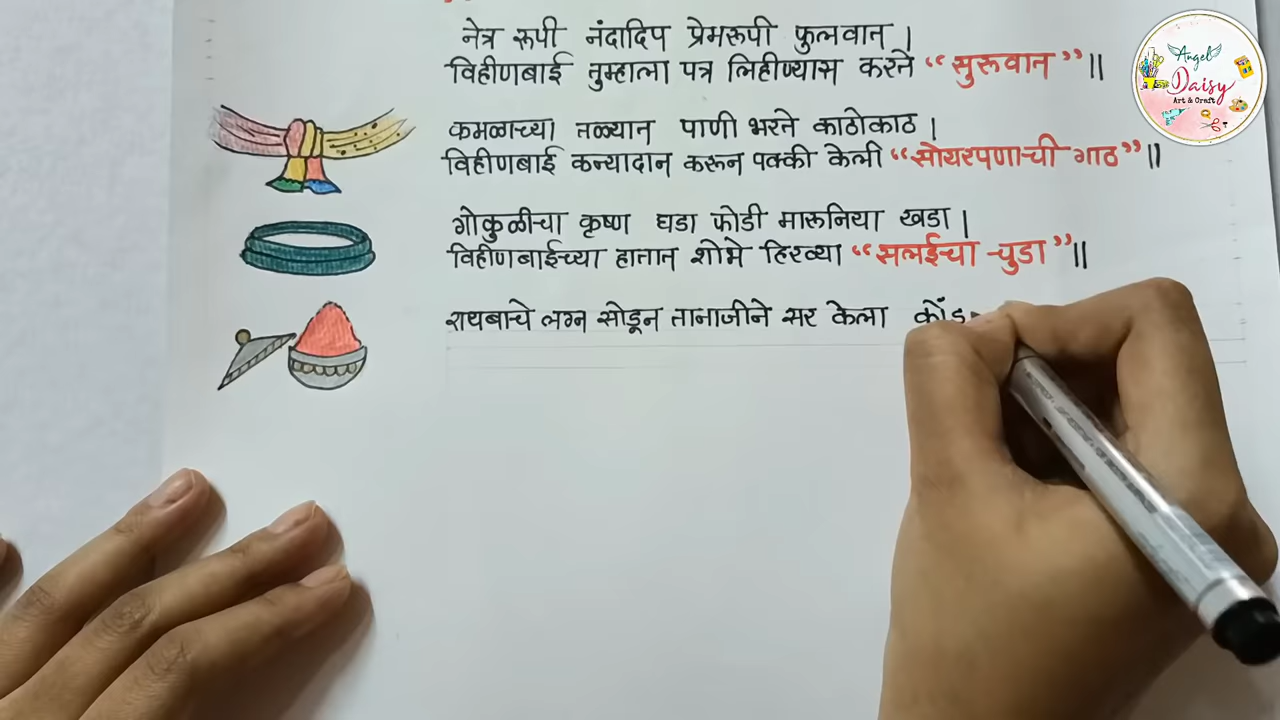 नेत्र रूपी नंदादिप प्रेमरूपी फुलवात |
विहीणबाई तुम्हाला पत्र लिहीण्यास करते “सुरूवात” ||
कमळाच्या तळ्यात पाणी भरते काठोकाठ |
विहीणबाई कन्यादान करून पक्की केली “सोयरपणाची गाठ” ||
गोकुळीचा कृष्ण घडा फोडी मारूनिया खडा |
विहीणबाईच्या हातात शोभे हिरव्या “सलईचा चुडा” ||
रायबाचे लग्न सोडून तानाजीने सर केला कोंड
Angel
Daisy
Art & Craft